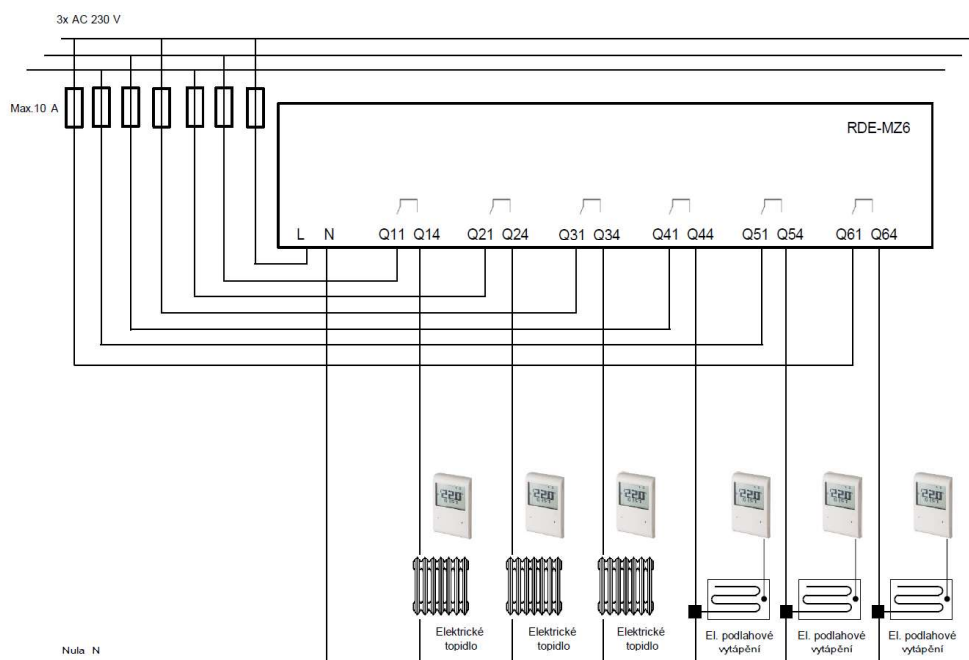 3x AC 230 V
Max.10 A
RDE-MZ6
L N Q11 Q14 Q21 Q24 Q31 Q34 Q41 Q44 Q51 Q54 Q61 Q64
Elektrické
topidlo
Elektrické
topidlo
Elektrické
topidlo
El. podlahové
vytápění
El. podlahové
vytápění
El. podlahové
vytápění
Nula N